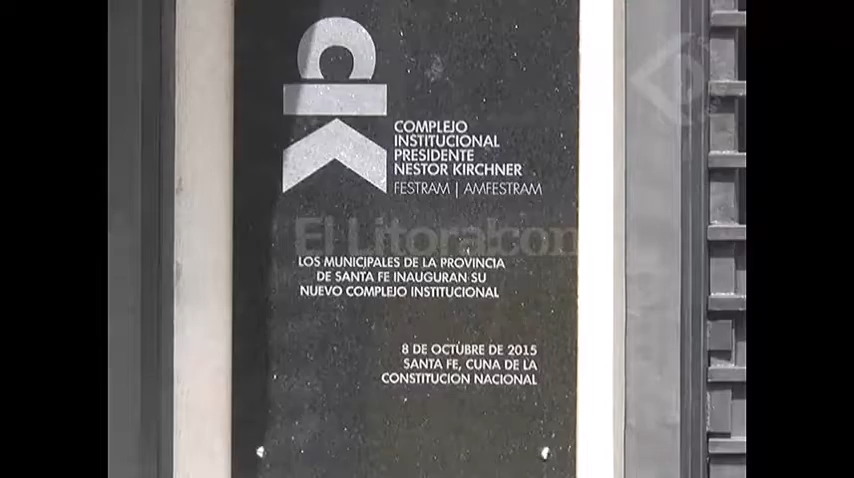 COMPLEJO
INSTITUCIONAL
PRESIDENTE
NESTOR KIRCHNER
FESTRAM | AMFESTRAM
El Litoral.com
LOS MUNICIPALES DE LA PROVINCIA
DE SANTA FE INAUGURAN SU
NUEVO COMPLEJO INSTITUCIONAL
8 DE OCTUBRE DE 2015
SANTA FE, CUNA DE LA
CONSTITUCION NACIONAL